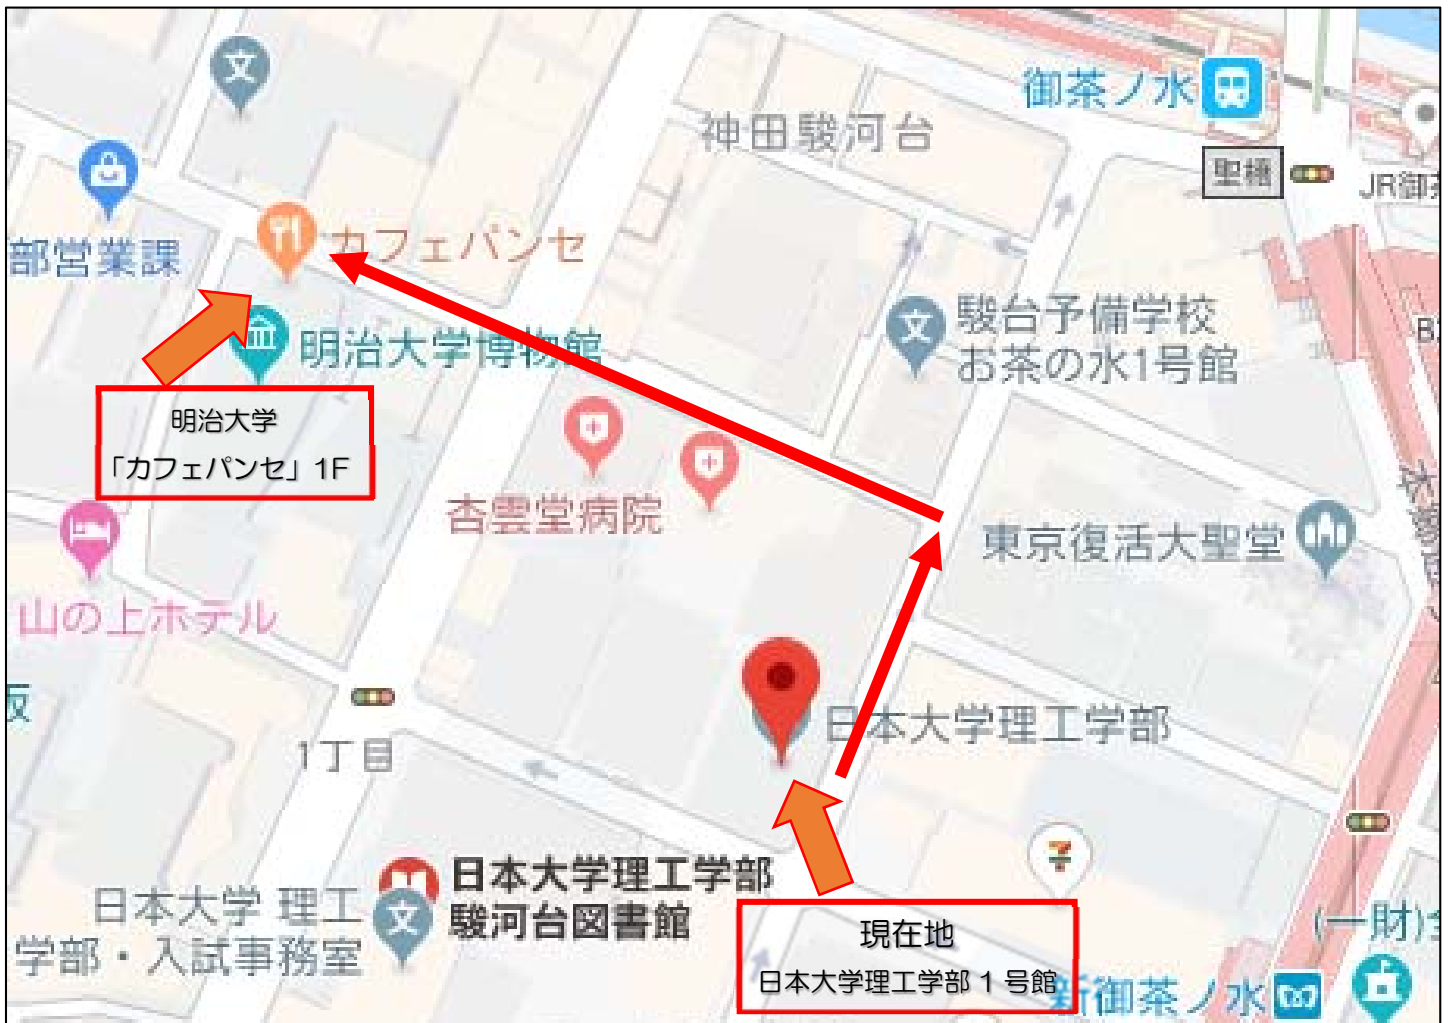 御茶ノ水
神田駿河台
聖橋
JR御
部営業課
カフェパンセ
駿台予備学校
お茶の水1号館
明治大学博物館
明治大学
「カフェパンセ」1F
杏雲堂病院
東京復活大聖堂
山の上ホテル
坂
1丁目
日本大学理工学部
日本大学理工学部
駿河台図書館
日本大学 理工
学部・入試事務室
現在地
日本大学理工学部 1 号館
(一財)
新御茶ノ水